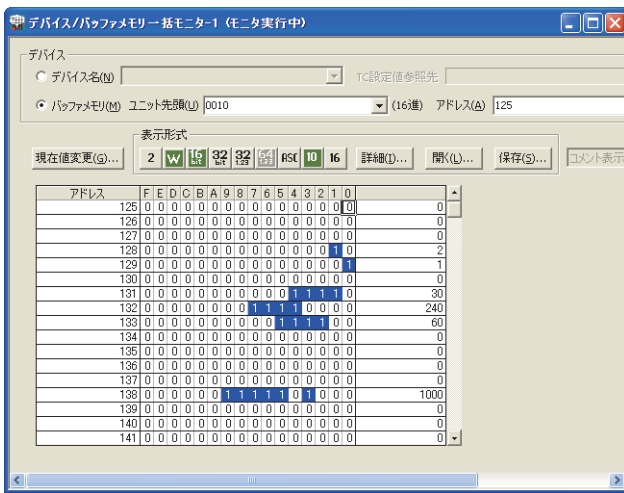 デバイス/バッファメモリ一括モニタ-1 (モニタ実行中)
デバイス
デバイス名(N) TC設定値参照先
バッファメモリ(M) ユニット先頭(U) 0010 (16進) アドレス(A) 125
表示形式
現在値変更(G)... 2 W 16bit 32bit 32 1.23 64 1.23 ASC 10 16 詳細(I)... 開く(L)... 保存(S)... コメント表示
アドレス F E D C B A 9 8 7 6 5 4 3 2 1 0
125 0 0 0 0 0 0 0 0 0 0 0 0 0 0 0 0 0
126 0 0 0 0 0 0 0 0 0 0 0 0 0 0 0 0 0
127 0 0 0 0 0 0 0 0 0 0 0 0 0 0 0 0 0
128 0 0 0 0 0 0 0 0 0 0 0 0 0 0 1 0 2
129 0 0 0 0 0 0 0 0 0 0 0 0 0 0 0 1 1
130 0 0 0 0 0 0 0 0 0 0 0 0 0 0 0 0 0
131 0 0 0 0 0 0 0 0 0 0 0 1 1 1 1 0 30
132 0 0 0 0 0 0 0 0 1 1 1 1 0 0 0 0 240
133 0 0 0 0 0 0 0 0 0 0 1 1 1 1 0 0 60
134 0 0 0 0 0 0 0 0 0 0 0 0 0 0 0 0 0
135 0 0 0 0 0 0 0 0 0 0 0 0 0 0 0 0 0
136 0 0 0 0 0 0 0 0 0 0 0 0 0 0 0 0 0
137 0 0 0 0 0 0 0 0 0 0 0 0 0 0 0 0 0
138 0 0 0 0 0 0 1 1 1 1 1 0 1 0 0 0 1000
139 0 0 0 0 0 0 0 0 0 0 0 0 0 0 0 0 0
140 0 0 0 0 0 0 0 0 0 0 0 0 0 0 0 0 0
141 0 0 0 0 0 0 0 0 0 0 0 0 0 0 0 0 0